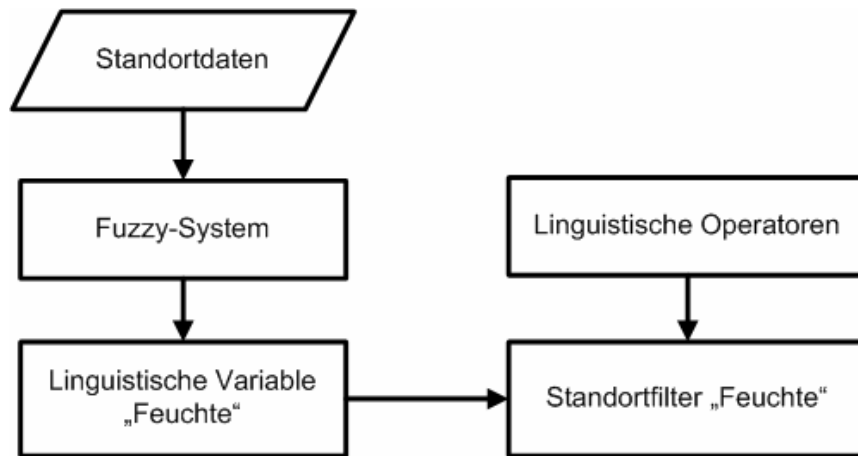 Standortdaten
Fuzzy-System
Linguistische Operatoren
Linguistische Variable
„Feuchte“
Standortfilter „Feuchte“